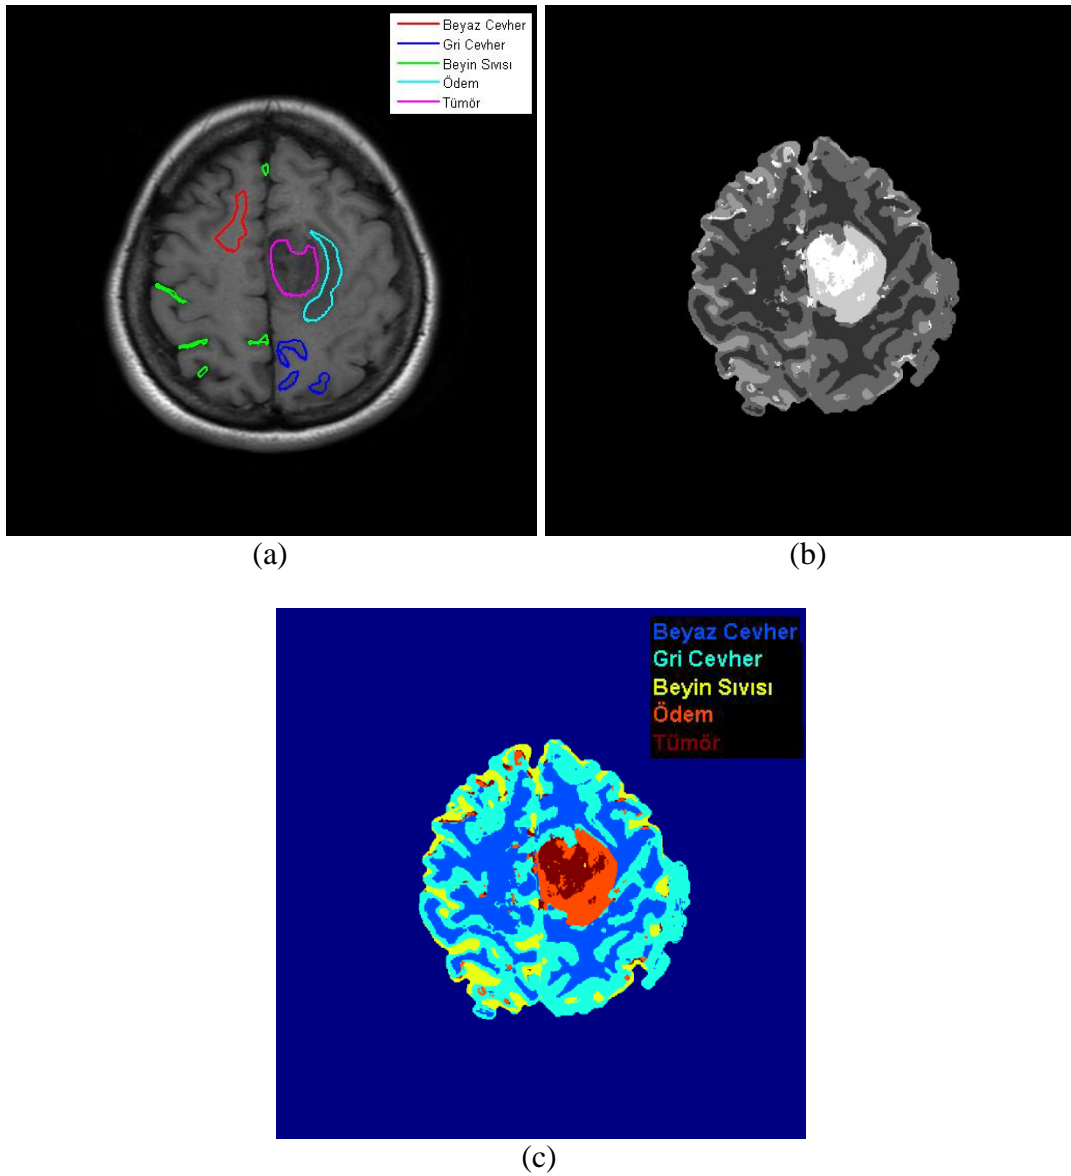 Beyaz Cevher
Gri Cevher
Beyin Sıvısı
Ödem
Tümör
(a)
(b)
Beyaz Cevher
Gri Cevher
Beyin Sıvısı
Ödem
Tümör
(c)